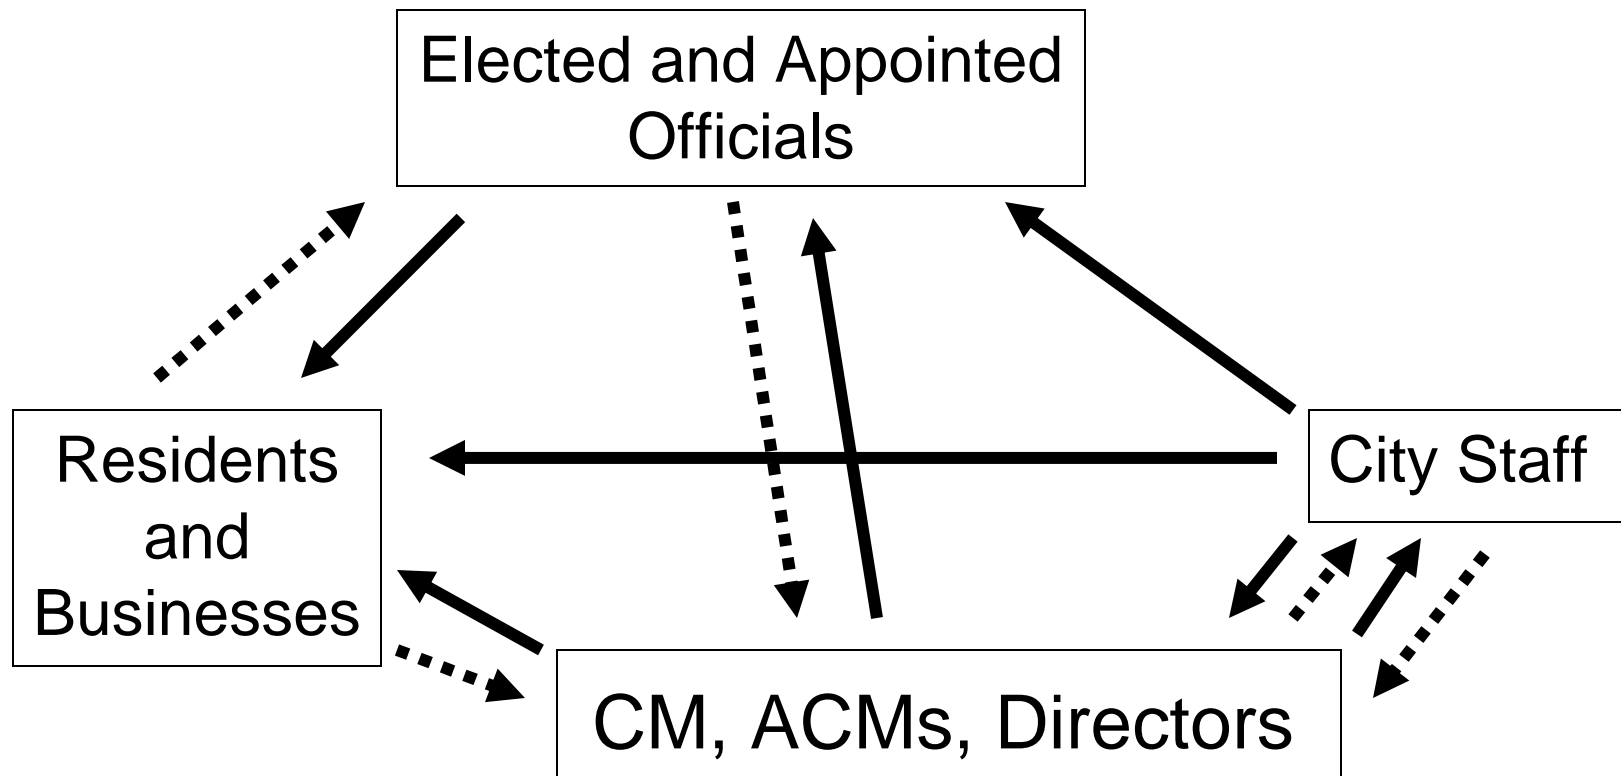 Elected and Appointed
Officials
Residents
and
Businesses
City Staff
CM, ACMs, Directors